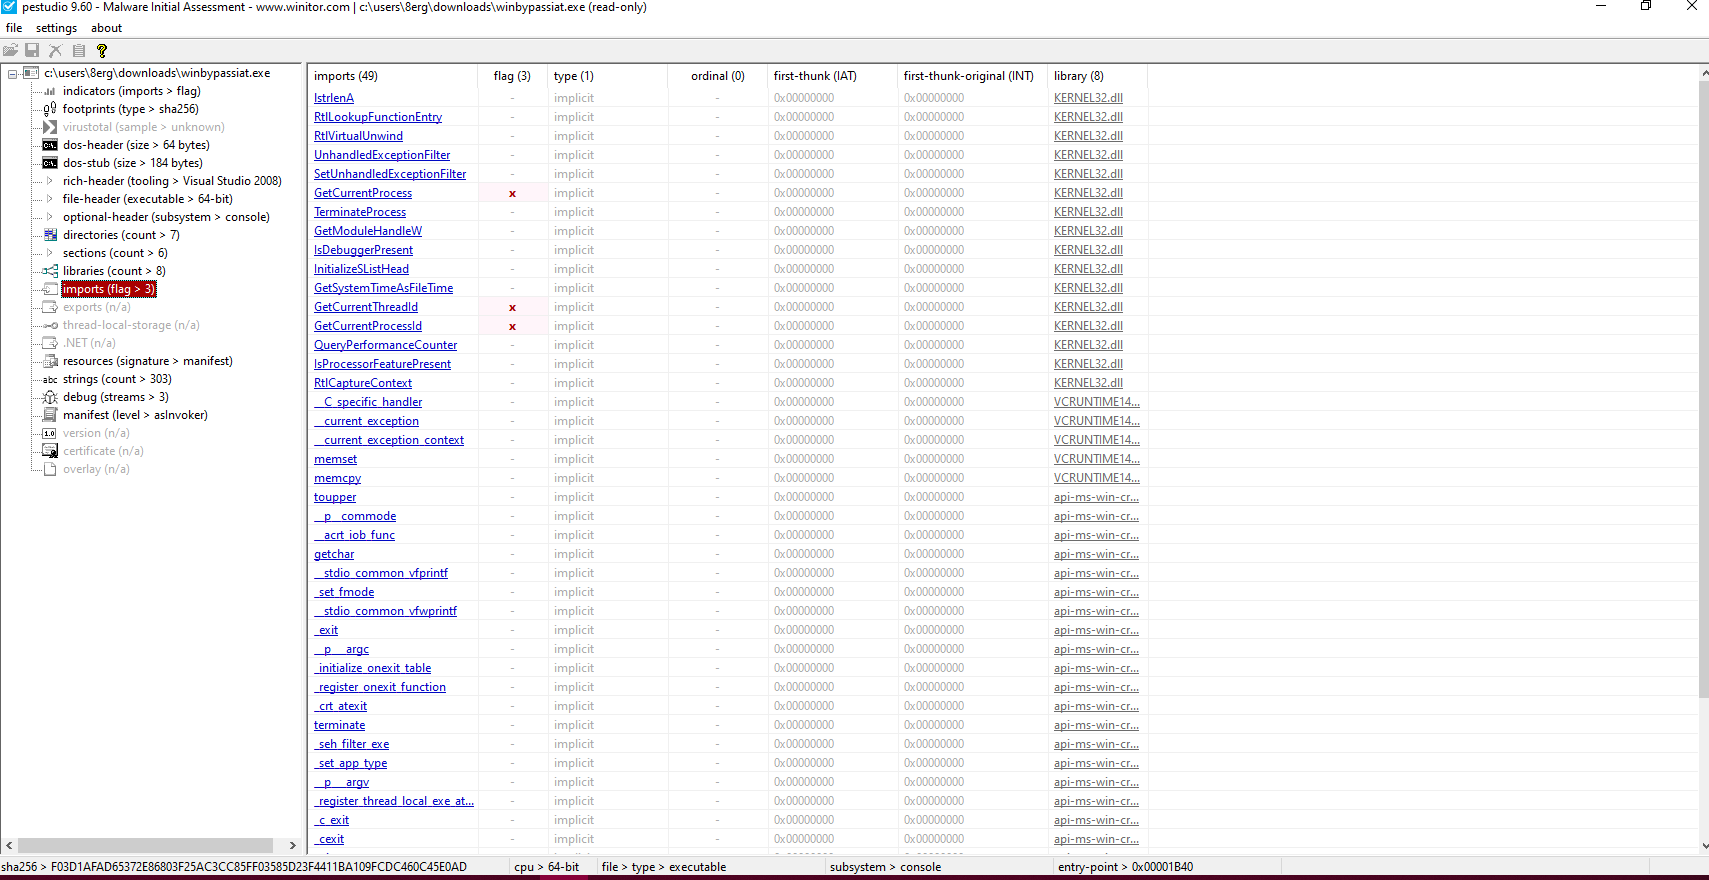 pestudio 9.60 - Malware Initial Assessment - www.winitor.com | c:\users\8erg\downloads\winbypassiat.exe (read-only)
file settings about
c:\users\8erg\downloads\winbypassiat.exe
indicators (imports > flag)
footprints (type > sha256)
virustotal (sample > unknown)
dos-header (size > 64 bytes)
dos-stub (size > 184 bytes)
rich-header (tooling > Visual Studio 2008)
file-header (executable > 64-bit)
optional-header (subsystem > console)
directories (count > 7)
sections (count > 6)
libraries (count > 8)
imports (flag > 3)
exports (n/a)
thread-local-storage (n/a)
.NET (n/a)
resources (signature > manifest)
abc strings (count > 303)
debug (streams > 3)
manifest (level > asInvoker)
1.0 version (n/a)
certificate (n/a)
overlay (n/a)
imports (49) flag (3) type (1) ordinal (0) first-thunk (IAT) first-thunk-original (INT) library (8)
lstrlenA - implicit - 0x00000000 0x00000000 KERNEL32.dll
RtlLookupFunctionEntry - implicit - 0x00000000 0x00000000 KERNEL32.dll
RtlVirtualUnwind - implicit - 0x00000000 0x00000000 KERNEL32.dll
UnhandledExceptionFilter - implicit - 0x00000000 0x00000000 KERNEL32.dll
SetUnhandledExceptionFilter - implicit - 0x00000000 0x00000000 KERNEL32.dll
GetCurrentProcess x implicit - 0x00000000 0x00000000 KERNEL32.dll
TerminateProcess - implicit - 0x00000000 0x00000000 KERNEL32.dll
GetModuleHandleW - implicit - 0x00000000 0x00000000 KERNEL32.dll
IsDebuggerPresent - implicit - 0x00000000 0x00000000 KERNEL32.dll
InitializeSListHead - implicit - 0x00000000 0x00000000 KERNEL32.dll
GetSystemTimeAsFileTime - implicit - 0x00000000 0x00000000 KERNEL32.dll
GetCurrentThreadId x implicit - 0x00000000 0x00000000 KERNEL32.dll
GetCurrentProcessId x implicit - 0x00000000 0x00000000 KERNEL32.dll
QueryPerformanceCounter - implicit - 0x00000000 0x00000000 KERNEL32.dll
IsProcessorFeaturePresent - implicit - 0x00000000 0x00000000 KERNEL32.dll
RtlCaptureContext - implicit - 0x00000000 0x00000000 KERNEL32.dll
__C_specific_handler - implicit - 0x00000000 0x00000000 VCRUNTIME14...
__current_exception - implicit - 0x00000000 0x00000000 VCRUNTIME14...
__current_exception_context - implicit - 0x00000000 0x00000000 VCRUNTIME14...
memset - implicit - 0x00000000 0x00000000 VCRUNTIME14...
memcpy - implicit - 0x00000000 0x00000000 VCRUNTIME14...
toupper - implicit - 0x00000000 0x00000000 api-ms-win-cr...
__p__commode - implicit - 0x00000000 0x00000000 api-ms-win-cr...
__acrt_iob_func - implicit - 0x00000000 0x00000000 api-ms-win-cr...
getchar - implicit - 0x00000000 0x00000000 api-ms-win-cr...
__stdio_common_vfprintf - implicit - 0x00000000 0x00000000 api-ms-win-cr...
_set_fmode - implicit - 0x00000000 0x00000000 api-ms-win-cr...
__stdio_common_vfwprintf - implicit - 0x00000000 0x00000000 api-ms-win-cr...
_exit - implicit - 0x00000000 0x00000000 api-ms-win-cr...
__p___argc - implicit - 0x00000000 0x00000000 api-ms-win-cr...
_initialize_onexit_table - implicit - 0x00000000 0x00000000 api-ms-win-cr...
_register_onexit_function - implicit - 0x00000000 0x00000000 api-ms-win-cr...
_crt_atexit - implicit - 0x00000000 0x00000000 api-ms-win-cr...
terminate - implicit - 0x00000000 0x00000000 api-ms-win-cr...
_seh_filter_exe - implicit - 0x00000000 0x00000000 api-ms-win-cr...
_set_app_type - implicit - 0x00000000 0x00000000 api-ms-win-cr...
__p___argv - implicit - 0x00000000 0x00000000 api-ms-win-cr...
_register_thread_local_exe_at... - implicit - 0x00000000 0x00000000 api-ms-win-cr...
_c_exit - implicit - 0x00000000 0x00000000 api-ms-win-cr...
_cexit - implicit - 0x00000000 0x00000000 api-ms-win-cr...
sha256 > F03D1AFAD65372E86803F25AC3CC85FF03585D23F4411BA109FCDC460C45E0AD cpu > 64-bit file > type > executable subsystem > console entry-point > 0x00001B40